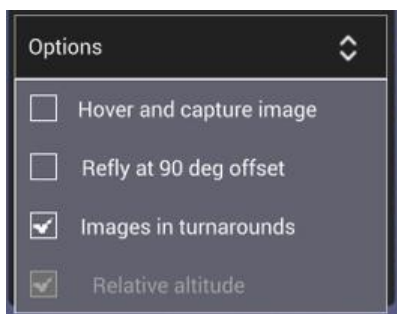 Options
Hover and capture image
Refly at 90 deg offset
Images in turnarounds
Relative altitude